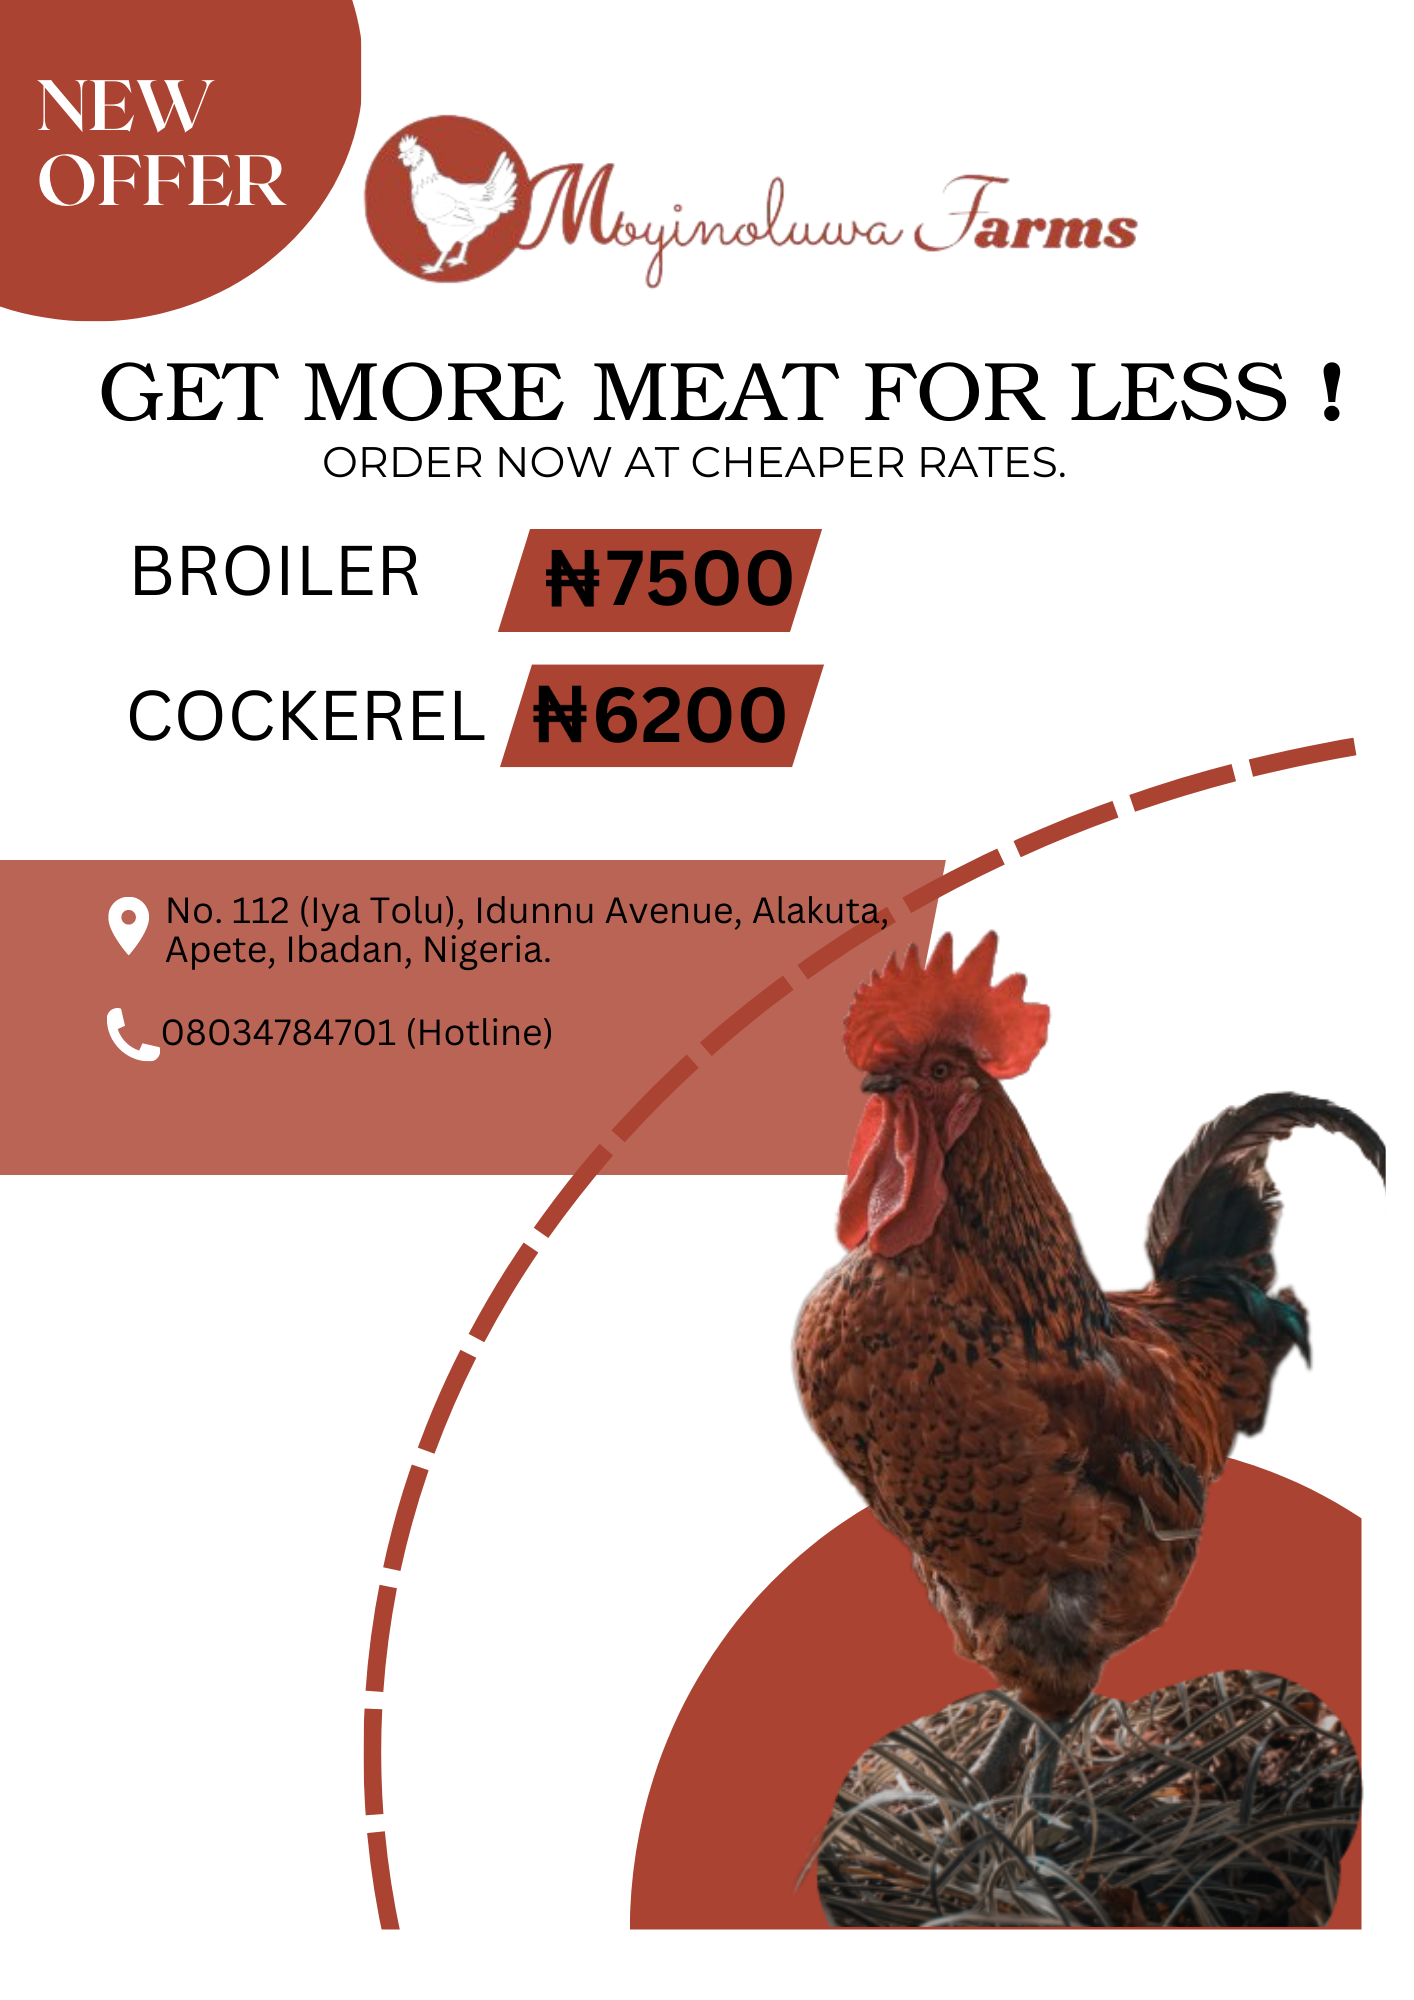 NEW
OFFER
Moyinoluwa Farms
GET MORE MEAT FOR LESS !
ORDER NOW AT CHEAPER RATES.
BROILER ₦7500
COCKEREL ₦6200
No. 112 (Iya Tolu), Idunnu Avenue, Alakuta,
Apete, Ibadan, Nigeria.
08034784701 (Hotline)